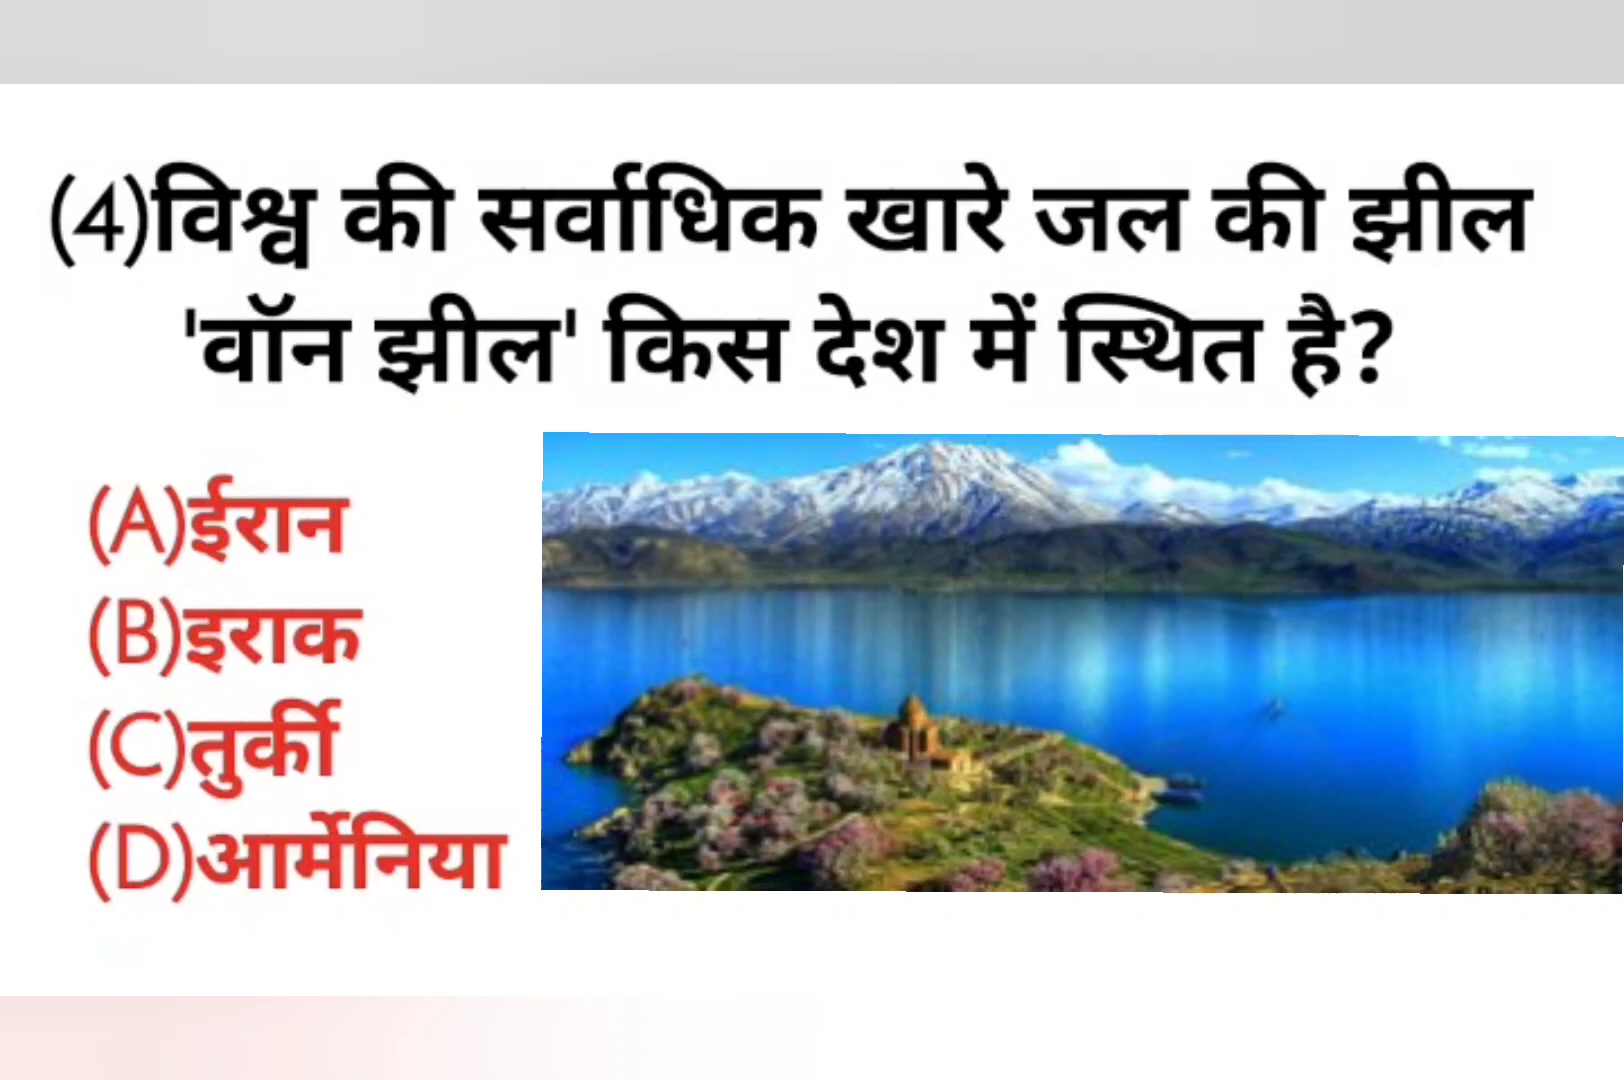 (4)विश्व की सर्वाधिक खारे जल की झील
'वॉन झील' किस देश में स्थित है?
(A)ईरान
(B)इराक
(C)तुर्की
(D)आर्मेनिया